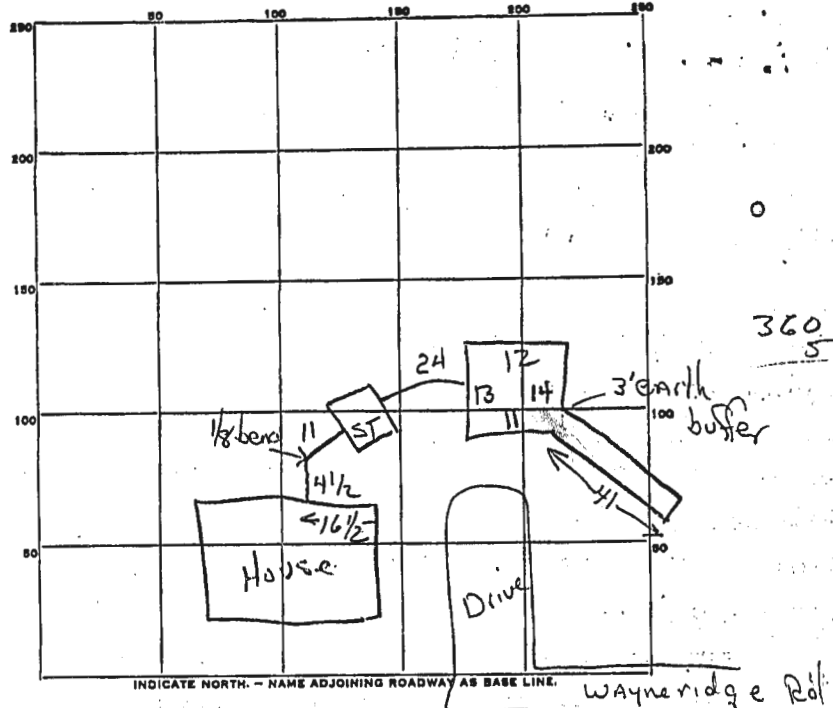 250 50 100 200 250
200 200
150 150
360
5
24 12
13 14 3' earth
100 100
buffer
1/8 bend 11 ST 11
4 1/2 41
16 1/2
50 50
House Drive
INDICATE NORTH. - NAME ADJOINING ROADWAY AS BASE LINE.
Wayneridge Rd